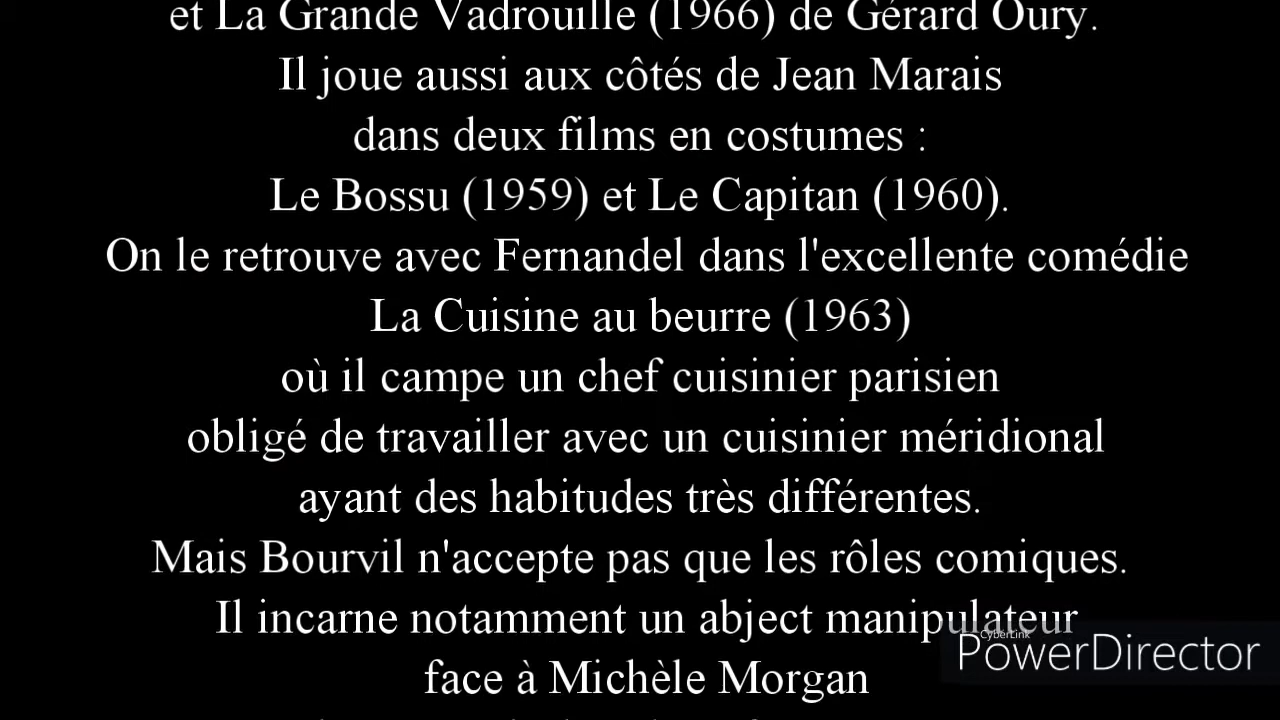 et La Grande Vadrouille (1966) de Gérard Oury.
Il joue aussi aux côtés de Jean Marais
dans deux films en costumes :
Le Bossu (1959) et Le Capitan (1960).
On le retrouve avec Fernandel dans l'excellente comédie
La Cuisine au beurre (1963)
où il campe un chef cuisinier parisien
obligé de travailler avec un cuisinier méridional
ayant des habitudes très différentes.
Mais Bourvil n'accepte pas que les rôles comiques.
Il incarne notamment un abject manipulateur
CyberLink
PowerDirector
face à Michèle Morgan